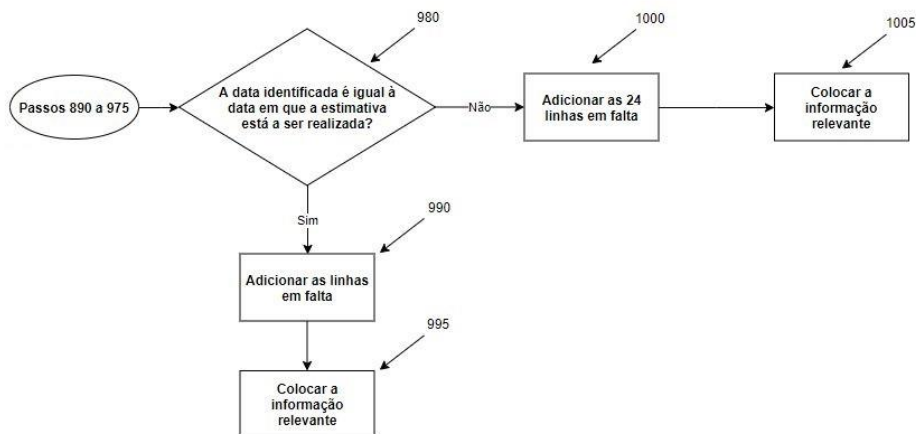 980
1000
1005
Passos 890 a 975
A data identificada é igual à
data em que a estimativa
está a ser realizada?
Não
Adicionar as 24
linhas em falta
Colocar a
informação
relevante
Sim
990
Adicionar as linhas
em falta
995
Colocar a
informação
relevante